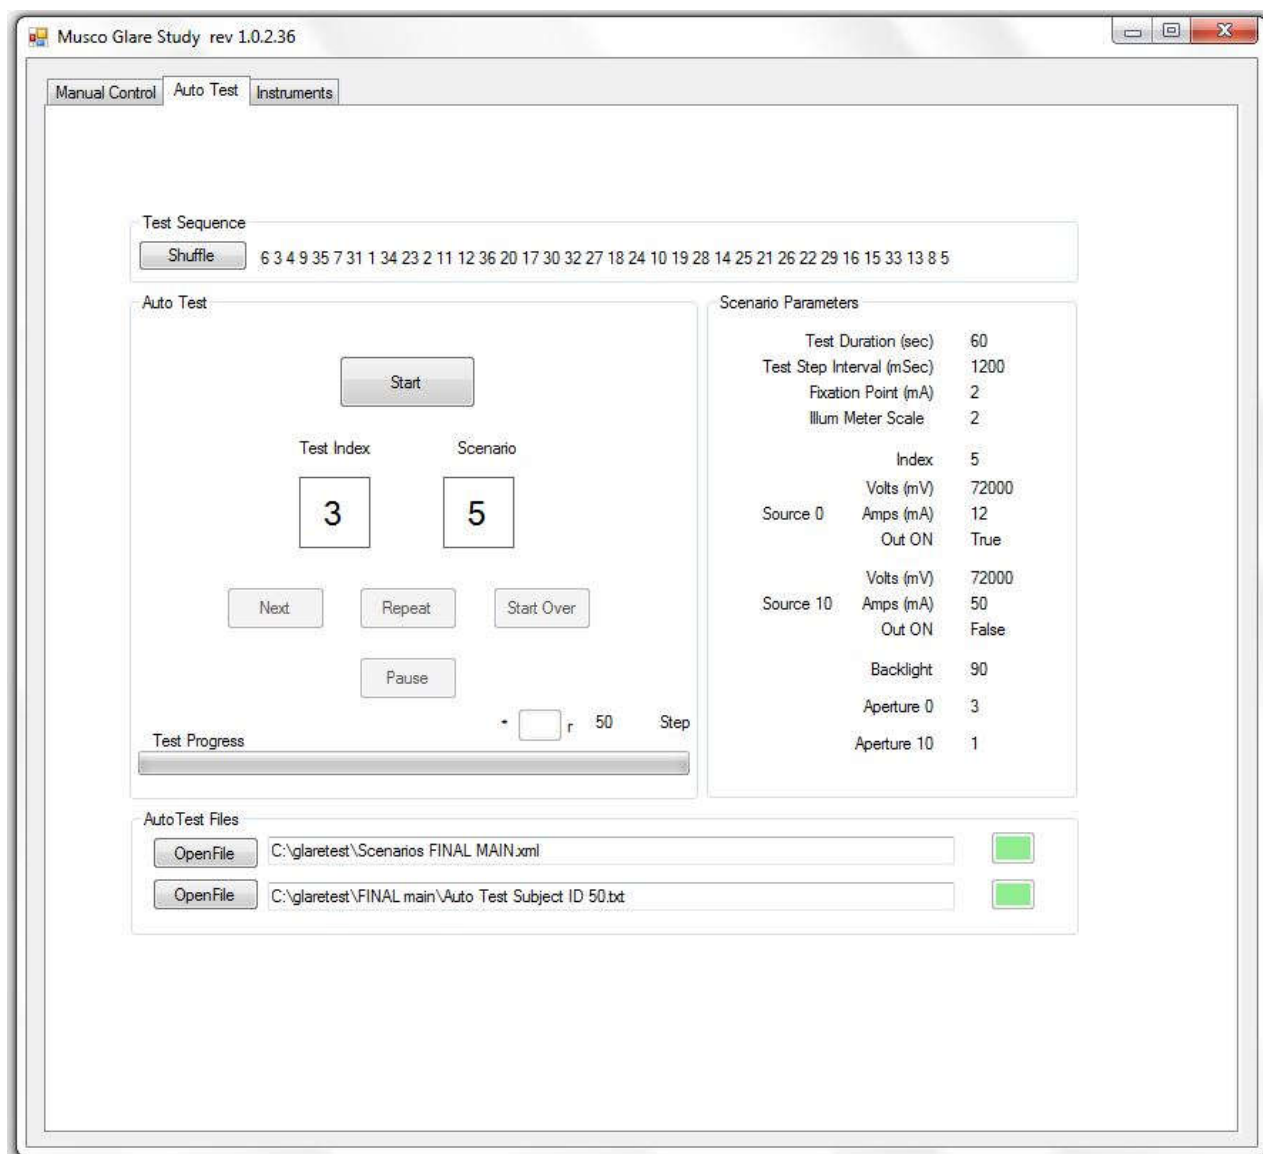 Musco Glare Study rev 1.0.2.36
Manual Control Auto Test Instruments
Test Sequence
Shuffle 6 3 4 9 35 7 31 1 34 23 2 11 12 36 20 17 30 32 27 18 24 10 19 28 14 25 21 26 22 29 16 15 33 13 8 5
Auto Test
Start
Test Index Scenario
3 5
Next Repeat Start Over
Pause
r 50 Step
Test Progress
Scenario Parameters
Test Duration (sec) 60
Test Step Interval (mSec) 1200
Fixation Point (mA) 2
Illum Meter Scale 2
Index 5
Volts (mV) 72000
Source 0 Amps (mA) 12
Out ON True
Volts (mV) 72000
Source 10 Amps (mA) 50
Out ON False
Backlight 90
Aperture 0 3
Aperture 10 1
AutoTest Files
OpenFile C:\glaretest\Scenarios FINAL MAIN.xml
OpenFile C:\glaretest\FINAL main\Auto Test Subject ID 50.txt